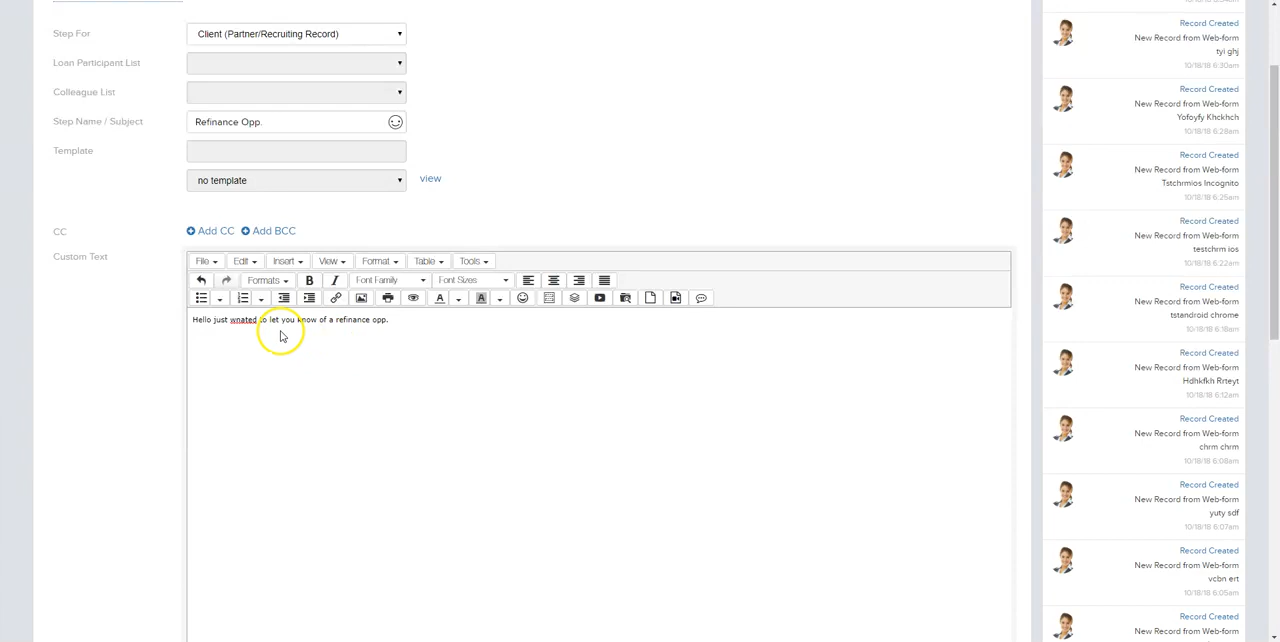 Step For
Client (Partner/Recruiting Record)
Loan Participant List
Colleague List
Step Name / Subject
Refinance Opp.
Template
no template
view
CC
Add CC Add BCC
Custom Text
File Edit Insert View Format Table Tools
Formats B I Font Family Font Sizes
A A
Hello just wnated to let you know of a refinance opp.
Record Created
New Record from Web-form
tyi ghj
10/18/18 6:30am
Record Created
New Record from Web-form
Yofoyfy Khckhch
10/18/18 6:28am
Record Created
New Record from Web-form
Tstchrmios Incognito
10/18/18 6:25am
Record Created
New Record from Web-form
testchrm ios
10/18/18 6:22am
Record Created
New Record from Web-form
tstandroid chrome
10/18/18 6:18am
Record Created
New Record from Web-form
Hdhkfkh Rrteyt
10/18/18 6:12am
Record Created
New Record from Web-form
chrm chrm
10/18/18 6:08am
Record Created
New Record from Web-form
yuty sdf
10/18/18 6:07am
Record Created
New Record from Web-form
vcbn ert
10/18/18 6:05am
Record Created
New Record from Web-form